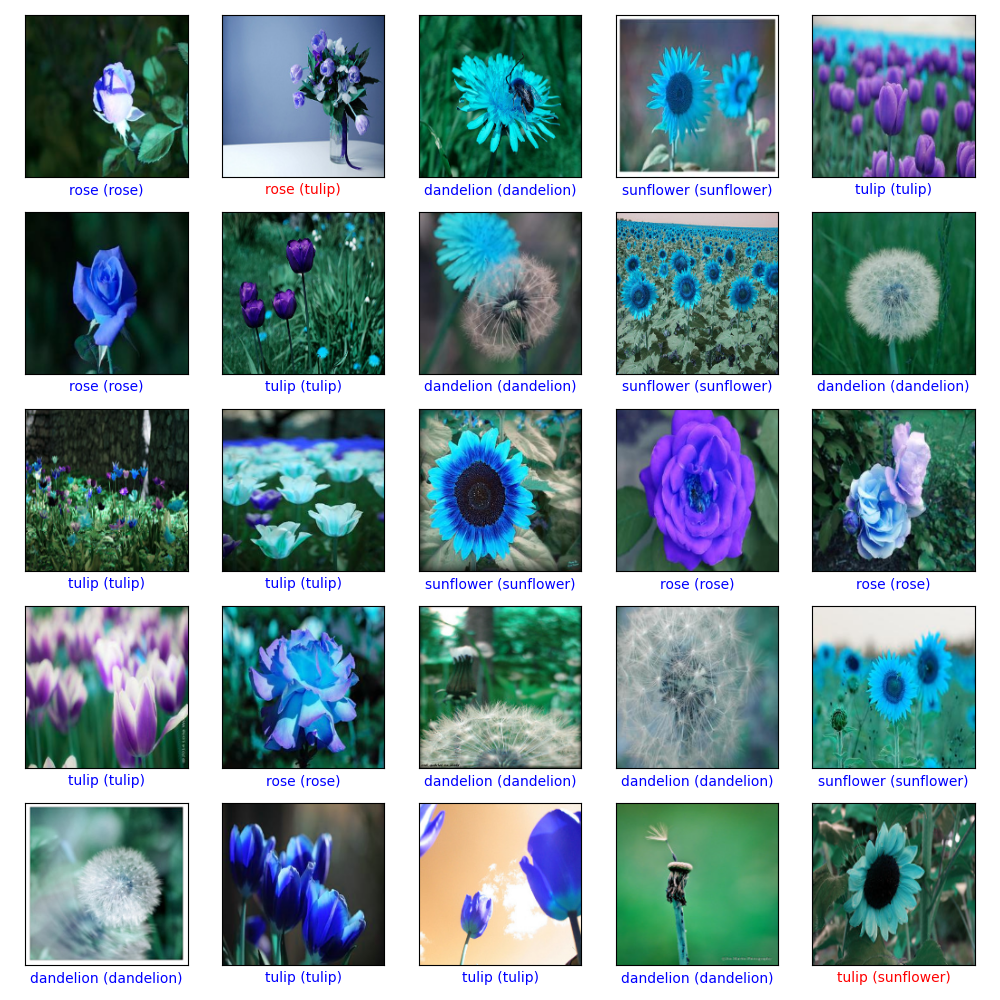 rose (rose)
rose (tulip)
dandelion (dandelion)
sunflower (sunflower)
tulip (tulip)
rose (rose)
tulip (tulip)
dandelion (dandelion)
sunflower (sunflower)
dandelion (dandelion)
tulip (tulip)
tulip (tulip)
sunflower (sunflower)
rose (rose)
rose (rose)
tulip (tulip)
rose (rose)
dandelion (dandelion)
dandelion (dandelion)
sunflower (sunflower)
dandelion (dandelion)
tulip (tulip)
tulip (tulip)
dandelion (dandelion)
tulip (sunflower)